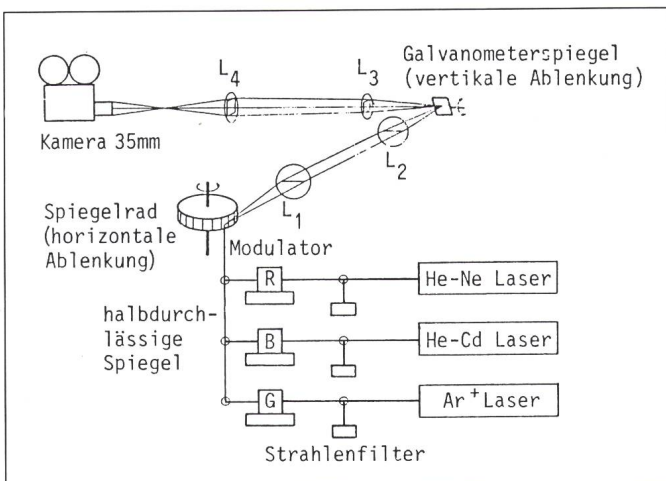 Galvanometerspiegel
(vertikale Ablenkung)
L4
L3
Kamera 35mm
L2
L1
Spiegelrad
(horizontale
Ablenkung)
Modulator
R
He-Ne Laser
halbdurch-
lässige
Spiegel
B
He-Cd Laser
G
Ar+ Laser
Strahlenfilter